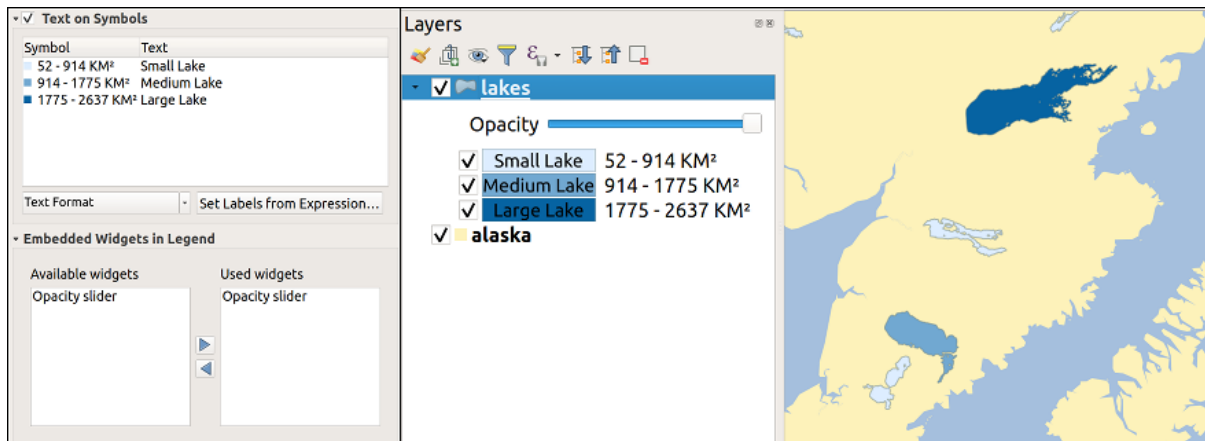 Text on Symbols
Symbol Text
52 - 914 KM² Small Lake
914 - 1775 KM² Medium Lake
1775 - 2637 KM² Large Lake
Text Format Set Labels from Expression...
Embedded Widgets in Legend
Available widgets Used widgets
Opacity slider Opacity slider
Layers
lakes
Opacity
Small Lake 52 - 914 KM²
Medium Lake 914 - 1775 KM²
Large Lake 1775 - 2637 KM²
alaska